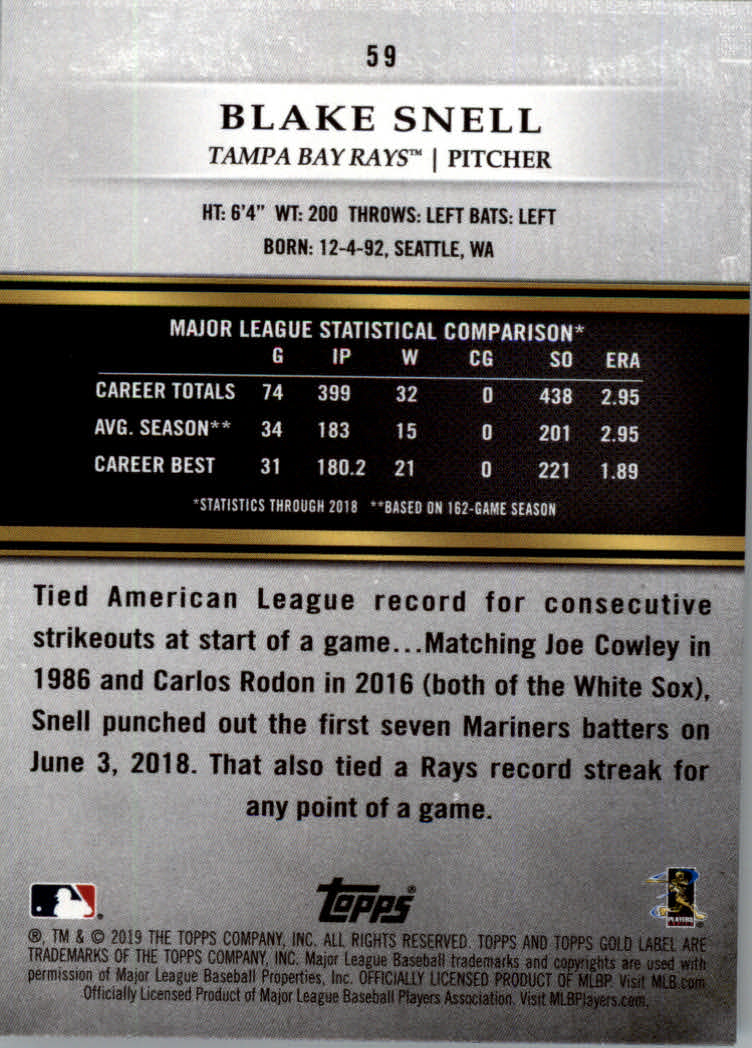 59
BLAKE SNELL
TAMPA BAY RAYS™ | PITCHER
HT: 6'4" WT: 200 THROWS: LEFT BATS: LEFT
BORN: 12-4-92, SEATTLE, WA
MAJOR LEAGUE STATISTICAL COMPARISON*
G IP W CG SO ERA
CAREER TOTALS 74 399 32 0 438 2.95
AVG. SEASON** 34 183 15 0 201 2.95
CAREER BEST 31 180.2 21 0 221 1.89
*STATISTICS THROUGH 2018 **BASED ON 162-GAME SEASON
Tied American League record for consecutive
strikeouts at start of a game...Matching Joe Cowley in
1986 and Carlos Rodon in 2016 (both of the White Sox),
Snell punched out the first seven Mariners batters on
June 3, 2018. That also tied a Rays record streak for
any point of a game.
®
Topps®
PLAYERS
®, TM & © 2019 THE TOPPS COMPANY, INC. ALL RIGHTS RESERVED. TOPPS AND TOPPS GOLD LABEL ARE
TRADEMARKS OF THE TOPPS COMPANY, INC. Major League Baseball trademarks and copyrights are used with
permission of Major League Baseball Properties, Inc. OFFICIALLY LICENSED PRODUCT OF MLBP. Visit MLB.com
Officially Licensed Product of Major League Baseball Players Association. Visit MLBPlayers.com.